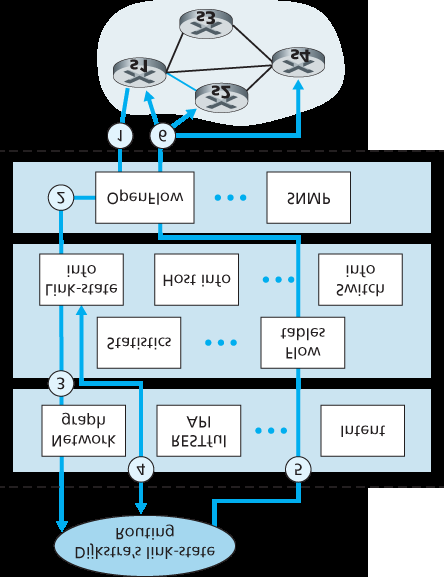 Dijkstra's link-state
Routing
4
5
Network
graph
RESTful
API
Intent
3
Statistics
Flow
tables
Link-state
info
Host info
Switch
info
2
OpenFlow
SNMP
1
6
s2
s1
s4
s3